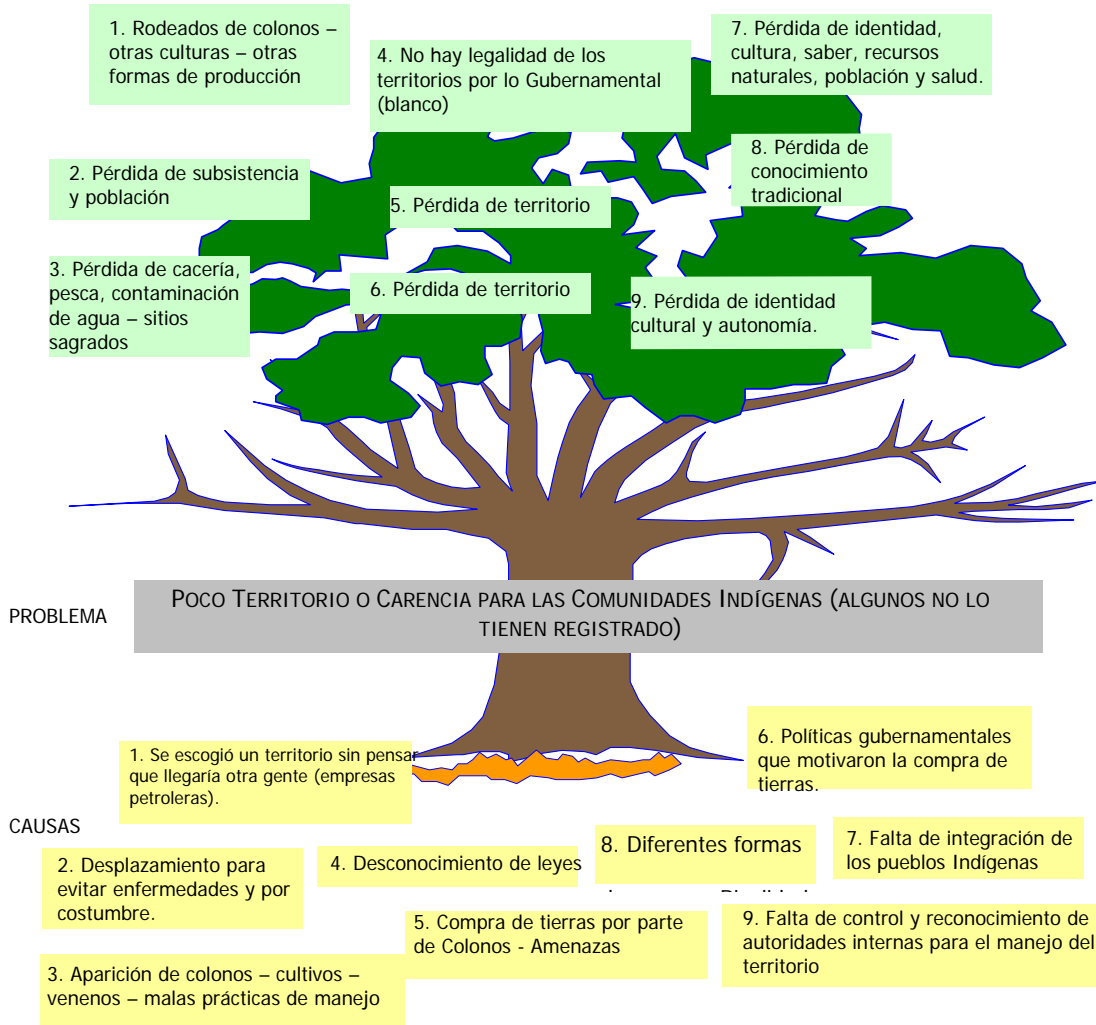 1. Rodeados de colonos –
otras culturas – otras
formas de producción
4. No hay legalidad de los
territorios por lo Gubernamental
(blanco)
7. Pérdida de identidad,
cultura, saber, recursos
naturales, población y salud.
2. Pérdida de subsistencia
y población
5. Pérdida de territorio
8. Pérdida de
conocimiento
tradicional
3. Pérdida de cacería,
pesca, contaminación
de agua – sitios
sagrados
6. Pérdida de territorio
9. Pérdida de identidad
cultural y autonomía.
PROBLEMA
POCO TERRITORIO O CARENCIA PARA LAS COMUNIDADES INDÍGENAS (ALGUNOS NO LO
TIENEN REGISTRADO)
1. Se escogió un territorio sin pensar
que llegaría otra gente (empresas
petroleras).
6. Políticas gubernamentales
que motivaron la compra de
tierras.
CAUSAS
2. Desplazamiento para
evitar enfermedades y por
costumbre.
4. Desconocimiento de leyes
8. Diferentes formas
7. Falta de integración de
los pueblos Indígenas
3. Aparición de colonos – cultivos –
venenos – malas prácticas de manejo
5. Compra de tierras por parte
de Colonos - Amenazas
9. Falta de control y reconocimiento de
autoridades internas para el manejo del
territorio